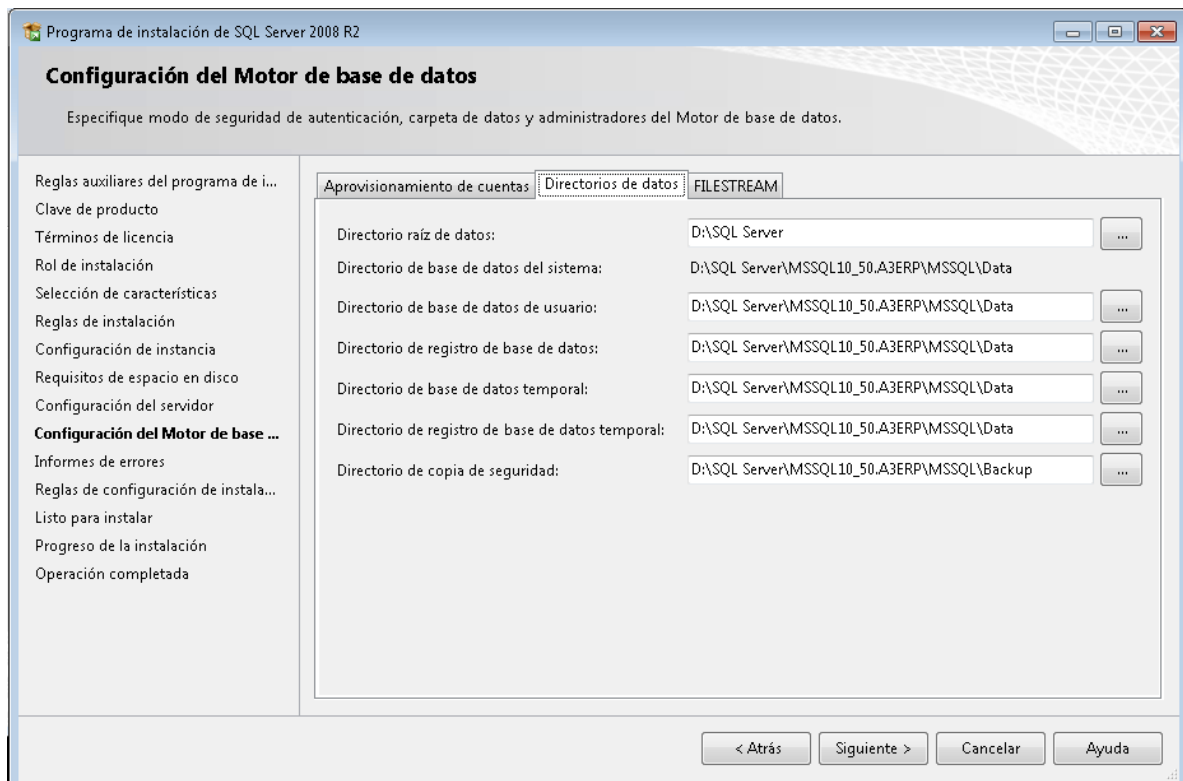 Programa de instalación de SQL Server 2008 R2
Configuración del Motor de base de datos
Especifique modo de seguridad de autenticación, carpeta de datos y administradores del Motor de base de datos.
Reglas auxiliares del programa de i...
Clave de producto
Términos de licencia
Rol de instalación
Selección de características
Reglas de instalación
Configuración de instancia
Requisitos de espacio en disco
Configuración del servidor
Configuración del Motor de base ...
Informes de errores
Reglas de configuración de instala...
Listo para instalar
Progreso de la instalación
Operación completada
Aprovisionamiento de cuentas Directorios de datos FILESTREAM
Directorio raíz de datos: D:\SQL Server ...
Directorio de base de datos del sistema: D:\SQL Server\MSSQL10_50.A3ERP\MSSQL\Data
Directorio de base de datos de usuario: D:\SQL Server\MSSQL10_50.A3ERP\MSSQL\Data ...
Directorio de registro de base de datos: D:\SQL Server\MSSQL10_50.A3ERP\MSSQL\Data ...
Directorio de base de datos temporal: D:\SQL Server\MSSQL10_50.A3ERP\MSSQL\Data ...
Directorio de registro de base de datos temporal: D:\SQL Server\MSSQL10_50.A3ERP\MSSQL\Data ...
Directorio de copia de seguridad: D:\SQL Server\MSSQL10_50.A3ERP\MSSQL\Backup ...
< Atrás Siguiente > Cancelar Ayuda